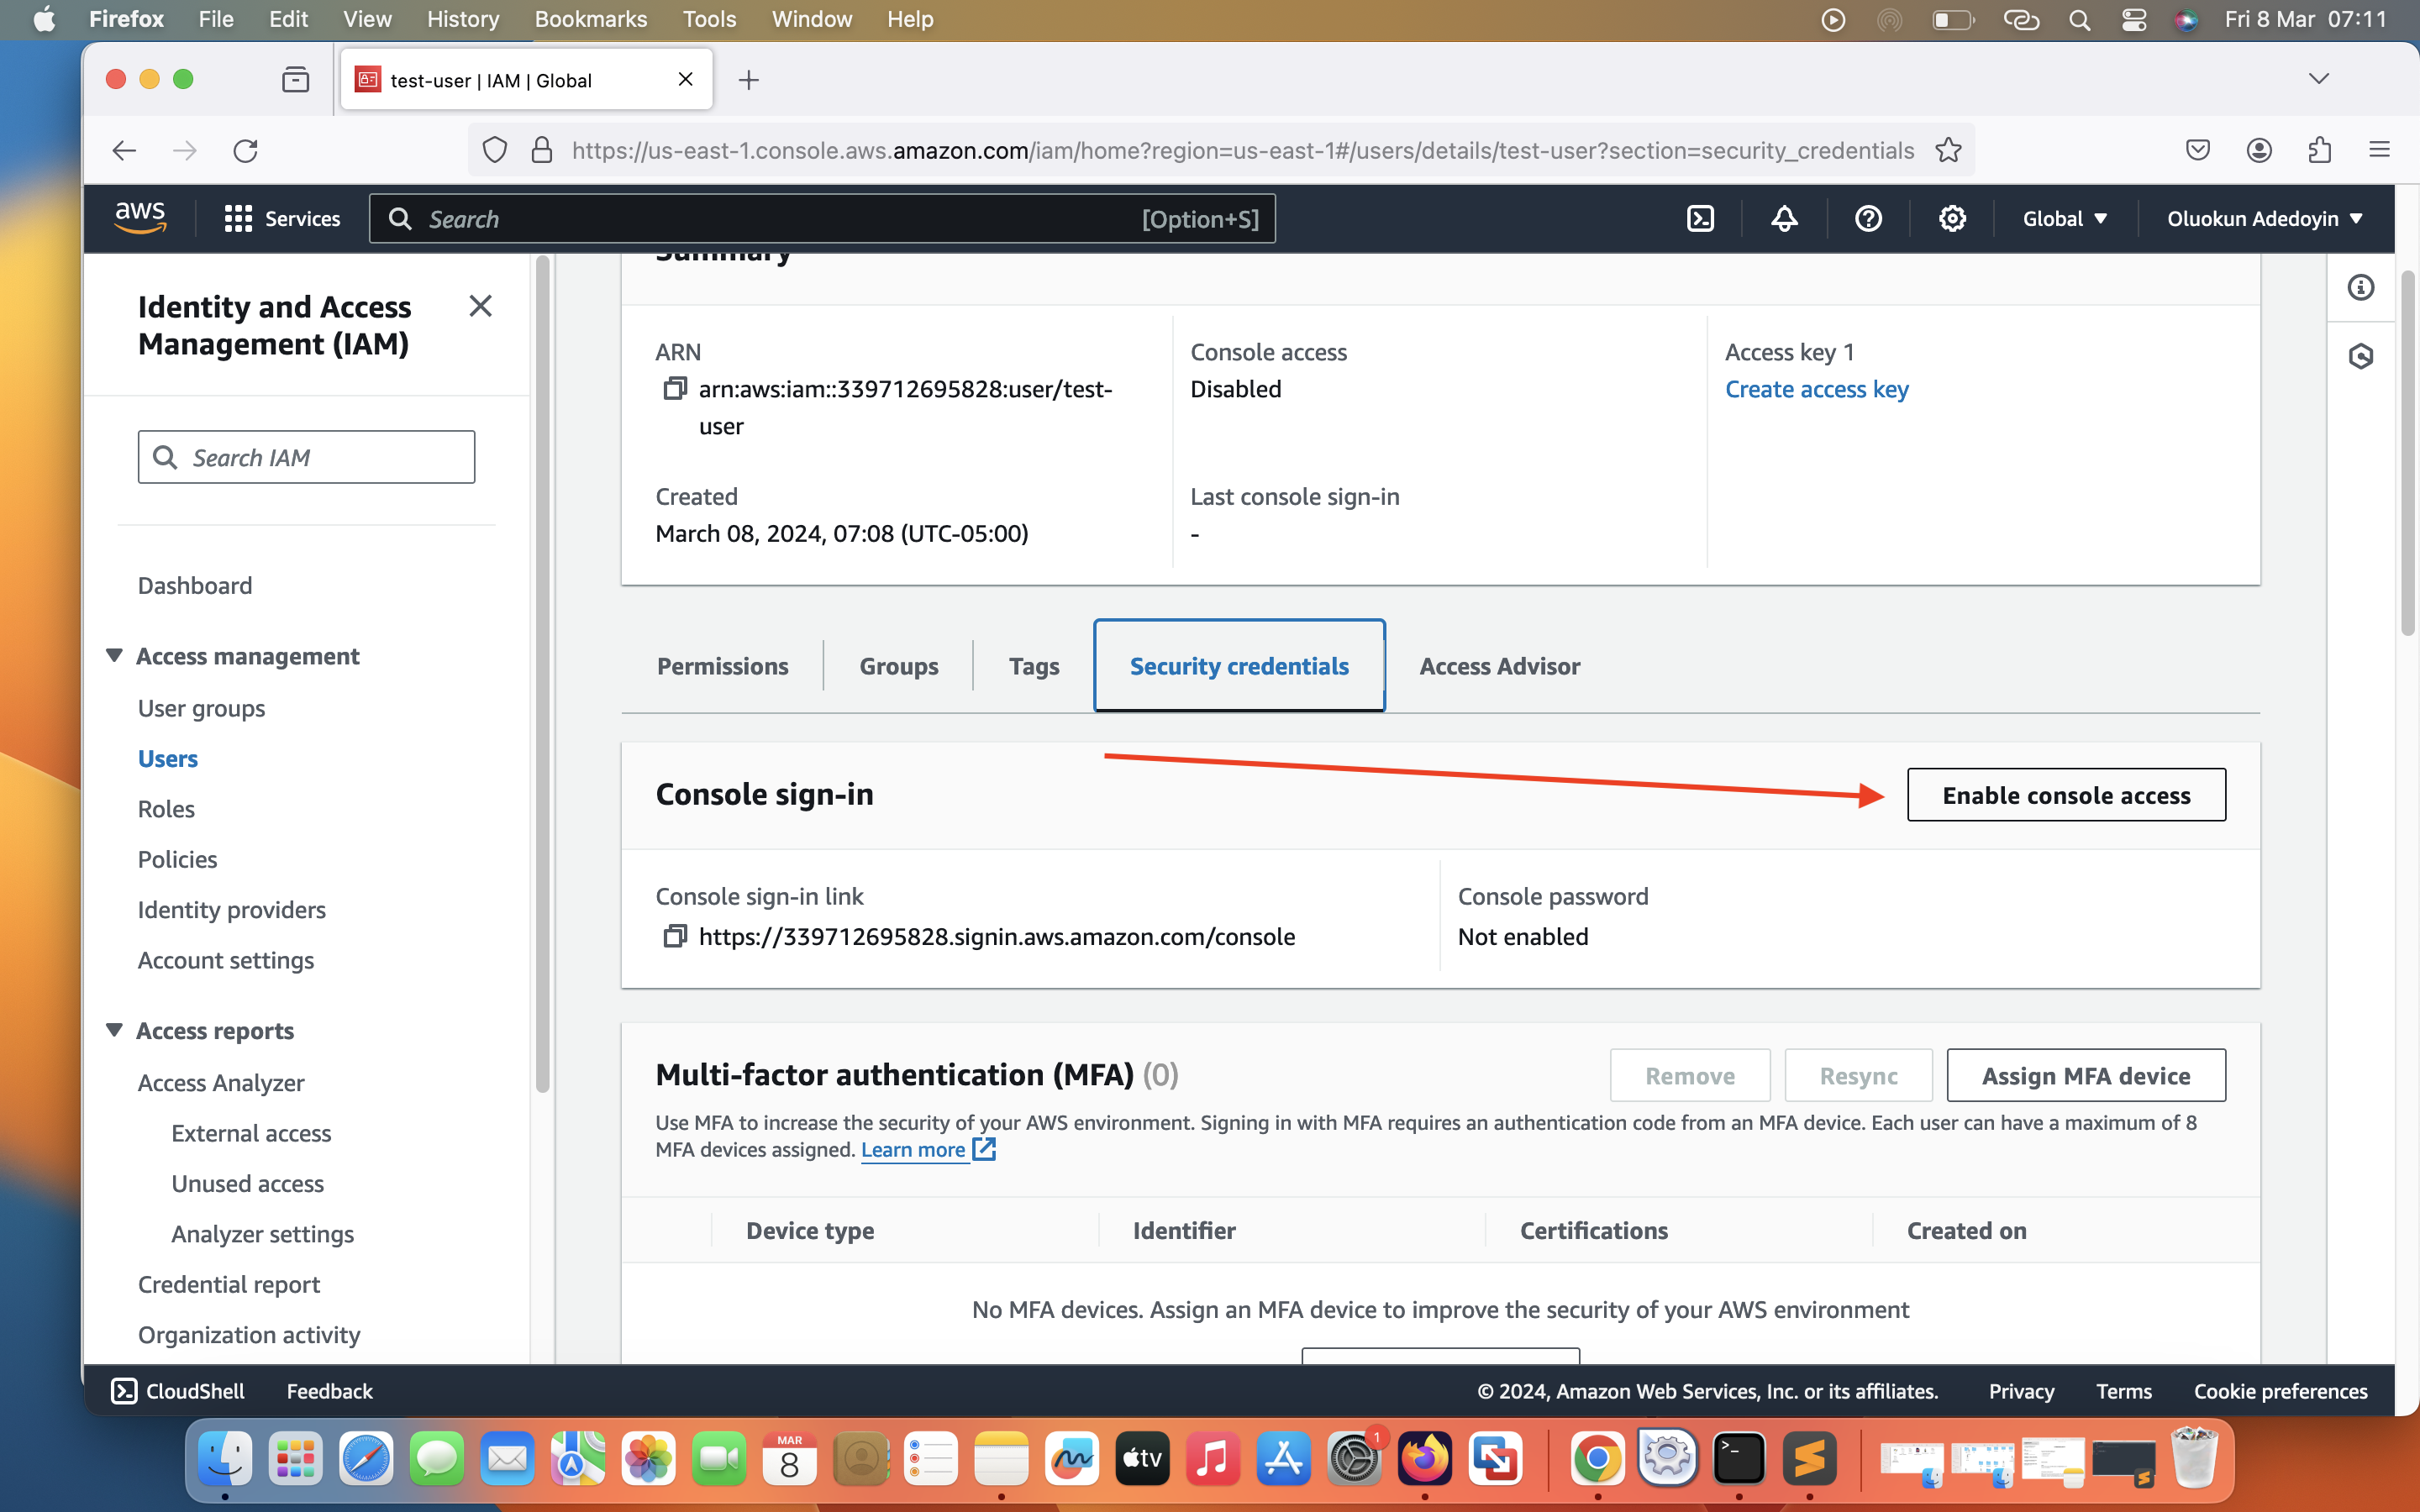 Firefox File Edit View History Bookmarks Tools Window Help Fri 8 Mar 07:11
test-user | IAM | Global
https://us-east-1.console.aws.amazon.com/iam/home?region=us-east-1#/users/details/test-user?section=security_credentials
aws Services Search [Option+S] Global Oluokun Adedoyin
Identity and Access
Management (IAM)
Search IAM
Dashboard
Access management
User groups
Users
Roles
Policies
Identity providers
Account settings
Access reports
Access Analyzer
External access
Unused access
Analyzer settings
Credential report
Organization activity
Summary
ARN
arn:aws:iam::339712695828:user/test-
user
Console access
Disabled
Access key 1
Create access key
Created
March 08, 2024, 07:08 (UTC-05:00)
Last console sign-in
-
Permissions Groups Tags Security credentials Access Advisor
Console sign-in
Enable console access
Console sign-in link
https://339712695828.signin.aws.amazon.com/console
Console password
Not enabled
Multi-factor authentication (MFA) (0)
Remove Resync Assign MFA device
Use MFA to increase the security of your AWS environment. Signing in with MFA requires an authentication code from an MFA device. Each user can have a maximum of 8
MFA devices assigned. Learn more
Device type Identifier Certifications Created on
No MFA devices. Assign an MFA device to improve the security of your AWS environment
CloudShell Feedback © 2024, Amazon Web Services, Inc. or its affiliates. Privacy Terms Cookie preferences
MAR
8
tv
1